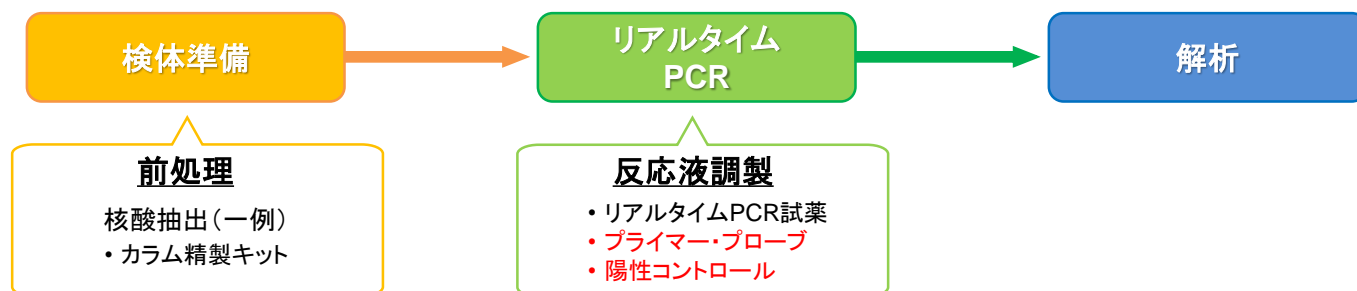 検体準備
リアルタイム
PCR
解析
前処理
核酸抽出（一例）
・カラム精製キット
反応液調製
・リアルタイムPCR試薬
・プライマー・プローブ
・陽性コントロール